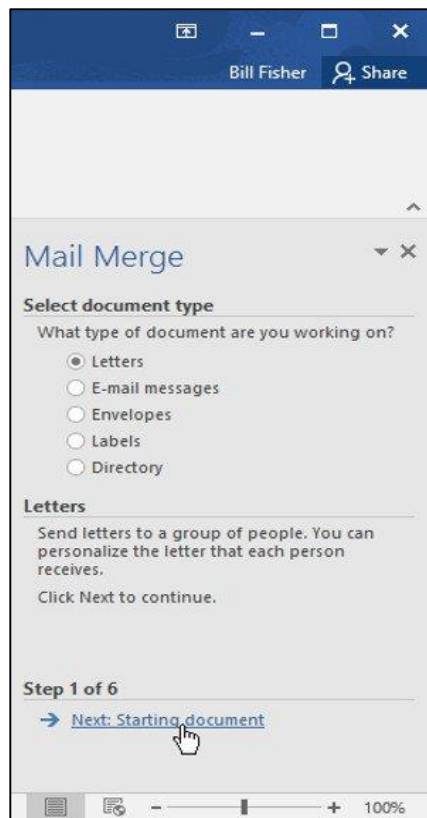 Bill Fisher Share
Mail Merge
Select document type
What type of document are you working on?
Letters
E-mail messages
Envelopes
Labels
Directory
Letters
Send letters to a group of people. You can
personalize the letter that each person
receives.
Click Next to continue.
Step 1 of 6
Next: Starting document
100%